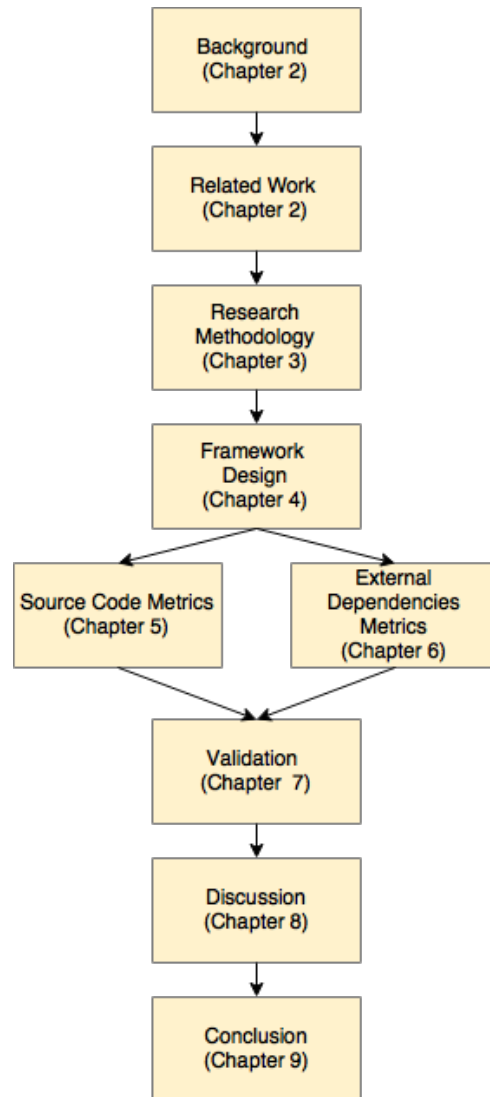 Background
(Chapter 2)
Related Work
(Chapter 2)
Research
Methodology
(Chapter 3)
Framework
Design
(Chapter 4)
Source Code Metrics
(Chapter 5)
External
Dependencies
Metrics
(Chapter 6)
Validation
(Chapter 7)
Discussion
(Chapter 8)
Conclusion
(Chapter 9)